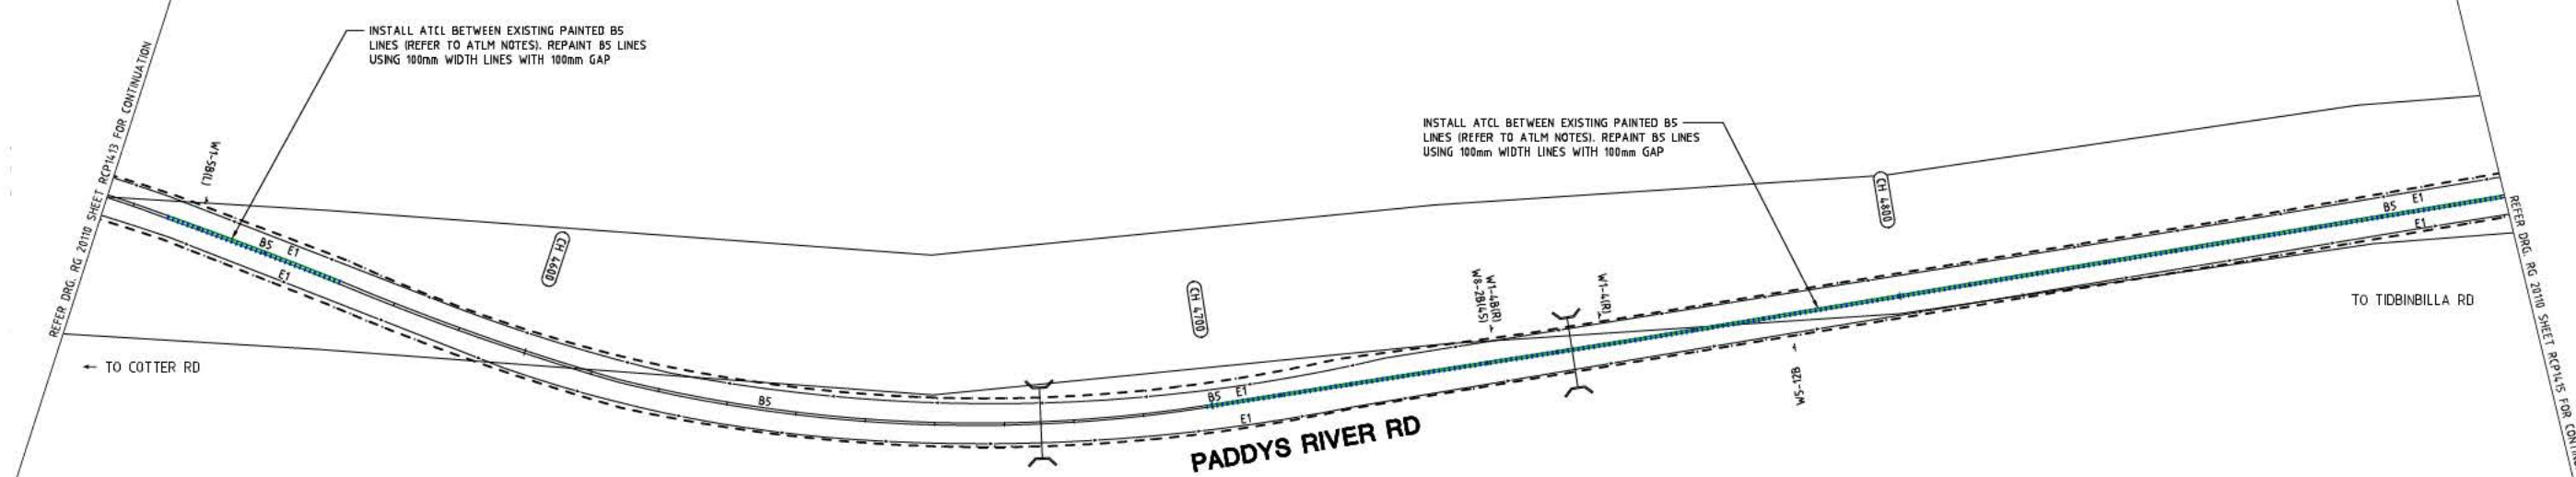 INSTALL ATCL BETWEEN EXISTING PAINTED B5
LINES (REFER TO ATLM NOTES). REPAINT B5 LINES
USING 100mm WIDTH LINES WITH 100mm GAP
REFER DRG. RG 20110 SHEET RCP1413 FOR CONTINUATION
W1-5B(L)
B5
E1
E1
CH 4600
← TO COTTER RD
B5
CH 4700
B5
E1
E1
PADDYS RIVER RD
INSTALL ATCL BETWEEN EXISTING PAINTED B5
LINES (REFER TO ATLM NOTES). REPAINT B5 LINES
USING 100mm WIDTH LINES WITH 100mm GAP
W1-4B(R)
W8-2B(45)
W1-4(R)
W5-12B
CH 4800
B5
E1
E1
TO TIDBINBILLA RD
REFER DRG. RG 20110 SHEET RCP1415 FOR